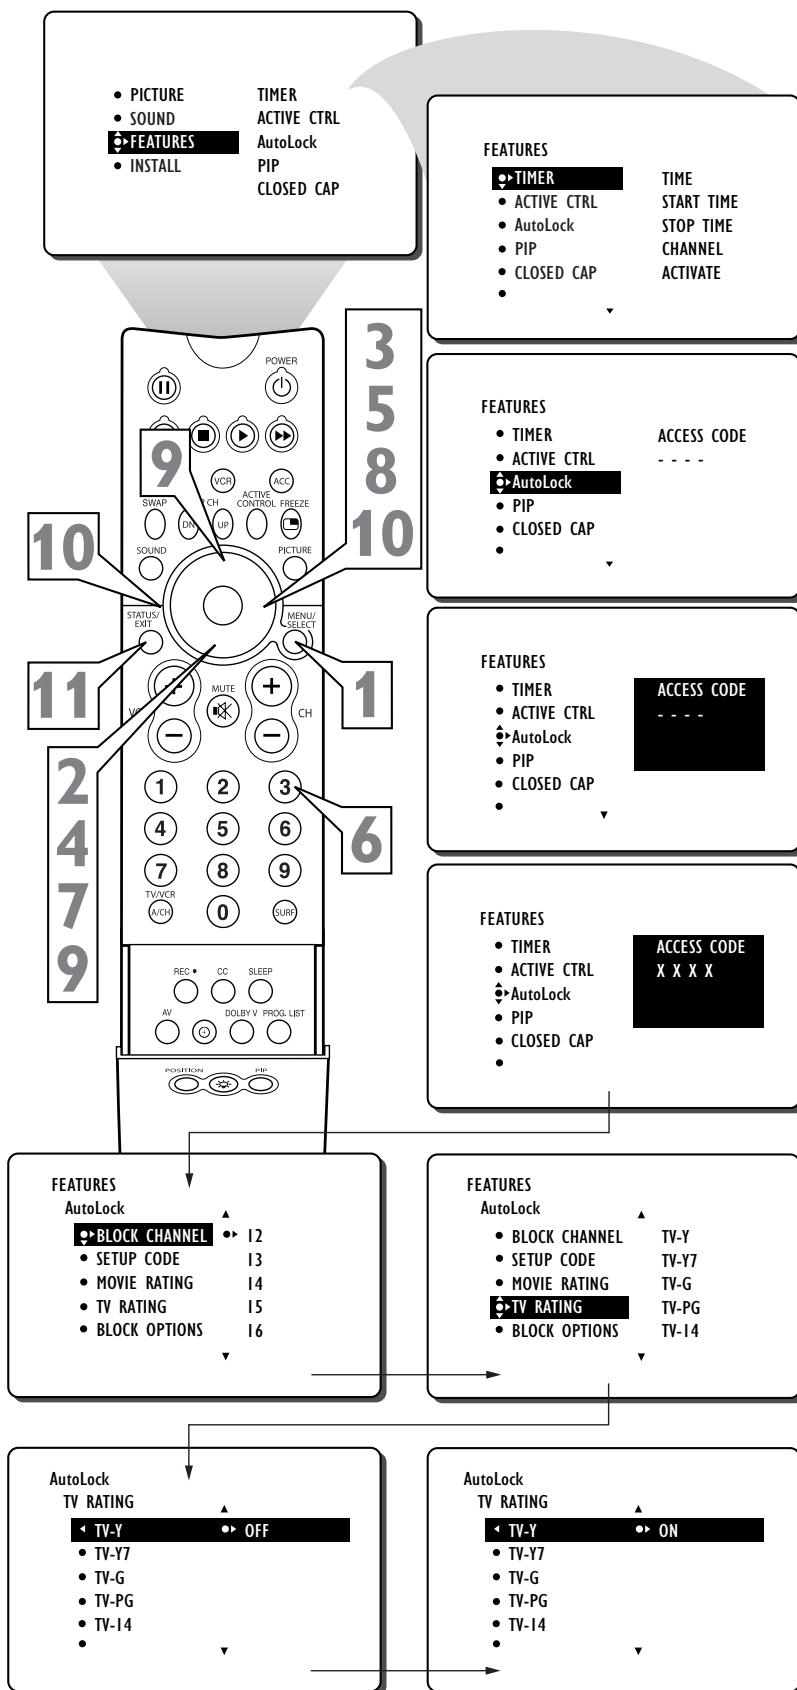 PICTURE TIMER
SOUND ACTIVE CTRL
FEATURES AutoLock
INSTALL PIP
CLOSED CAP
FEATURES
TIMER TIME
ACTIVE CTRL START TIME
AutoLock STOP TIME
PIP CHANNEL
CLOSED CAP ACTIVATE
FEATURES
TIMER ACCESS CODE
ACTIVE CTRL - - - -
AutoLock
PIP
CLOSED CAP
FEATURES
TIMER ACCESS CODE
ACTIVE CTRL - - - -
AutoLock
PIP
CLOSED CAP
FEATURES
TIMER ACCESS CODE
ACTIVE CTRL X X X X
AutoLock
PIP
CLOSED CAP
POWER
3
5
8
10
9
VCR ACC
SWAP CH ACTIVE CONTROL FREEZE
DN UP
10
SOUND PICTURE
STATUS/
EXIT
MENU/
SELECT
11
1
MUTE
CH
2
4
7
9
6
1 2 3
4 5 6
7 8 9
TV/VCR
A/CH 0 SURF
REC CC SLEEP
AV DOLBY V PROG. LIST
POSITION PIP
FEATURES
AutoLock
BLOCK CHANNEL 12
SETUP CODE 13
MOVIE RATING 14
TV RATING 15
BLOCK OPTIONS 16
FEATURES
AutoLock
BLOCK CHANNEL TV-Y
SETUP CODE TV-Y7
MOVIE RATING TV-G
TV RATING TV-PG
BLOCK OPTIONS TV-14
AutoLock
TV RATING
TV-Y OFF
TV-Y7
TV-G
TV-PG
TV-14
AutoLock
TV RATING
TV-Y ON
TV-Y7
TV-G
TV-PG
TV-14